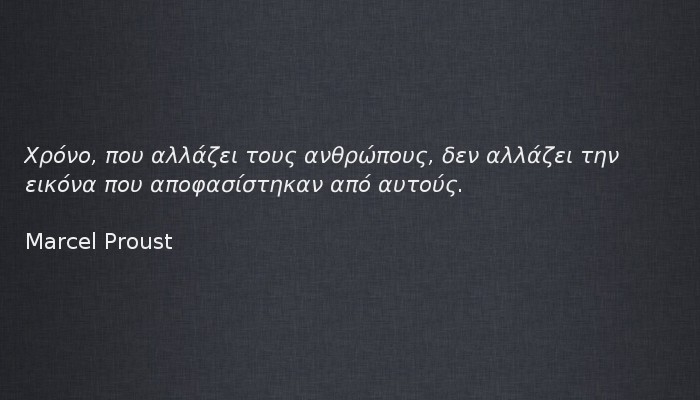 Χρόνο, που αλλάζει τους ανθρώπους, δεν αλλάζει την
εικόνα που αποφασίστηκαν από αυτούς.
Marcel Proust